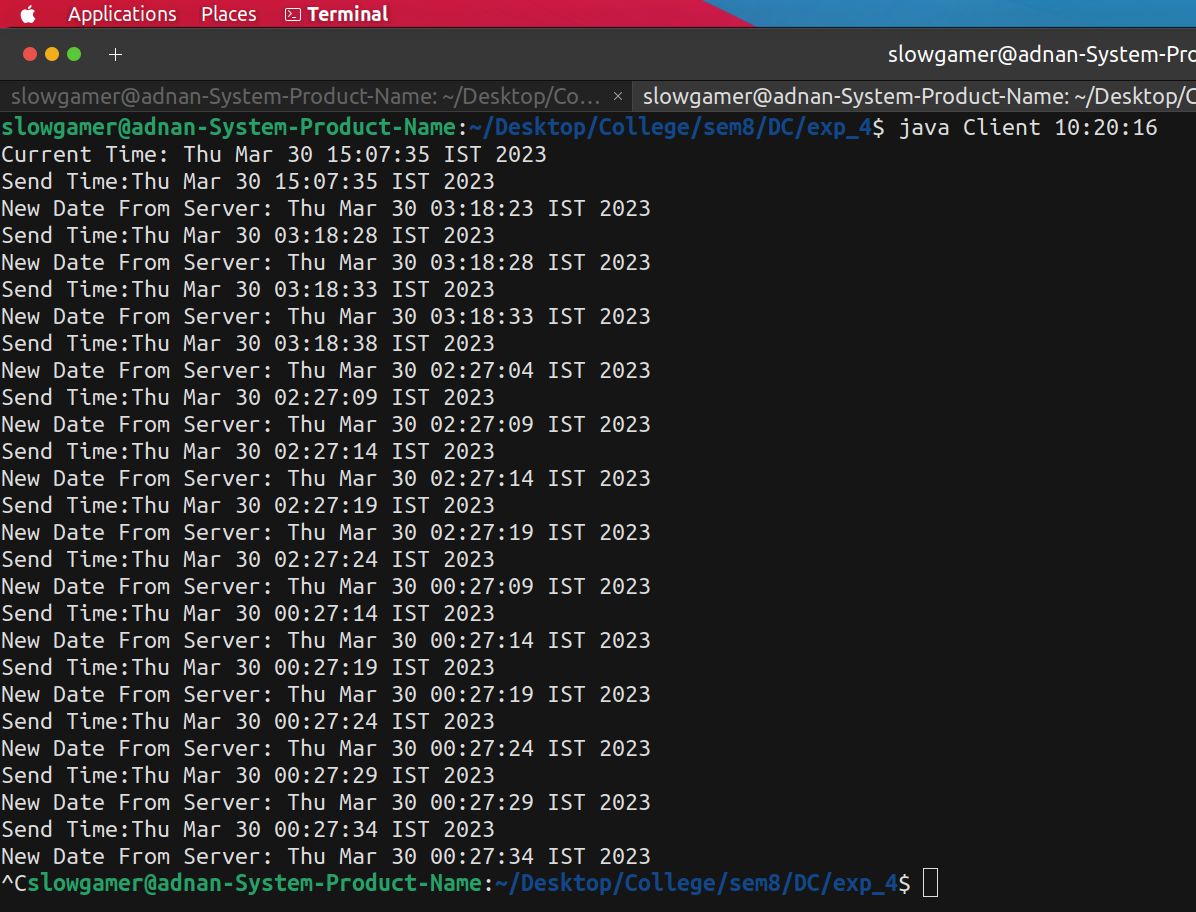 Applications Places Terminal
slowgamer@adnan-System-Pro
slowgamer@adnan-System-Product-Name: ~/Desktop/Co... × slowgamer@adnan-System-Product-Name: ~/Desktop/C
slowgamer@adnan-System-Product-Name:~/Desktop/College/sem8/DC/exp_4$ java Client 10:20:16
Current Time: Thu Mar 30 15:07:35 IST 2023
Send Time:Thu Mar 30 15:07:35 IST 2023
New Date From Server: Thu Mar 30 03:18:23 IST 2023
Send Time:Thu Mar 30 03:18:28 IST 2023
New Date From Server: Thu Mar 30 03:18:28 IST 2023
Send Time:Thu Mar 30 03:18:33 IST 2023
New Date From Server: Thu Mar 30 03:18:33 IST 2023
Send Time:Thu Mar 30 03:18:38 IST 2023
New Date From Server: Thu Mar 30 02:27:04 IST 2023
Send Time:Thu Mar 30 02:27:09 IST 2023
New Date From Server: Thu Mar 30 02:27:09 IST 2023
Send Time:Thu Mar 30 02:27:14 IST 2023
New Date From Server: Thu Mar 30 02:27:14 IST 2023
Send Time:Thu Mar 30 02:27:19 IST 2023
New Date From Server: Thu Mar 30 02:27:19 IST 2023
Send Time:Thu Mar 30 02:27:24 IST 2023
New Date From Server: Thu Mar 30 00:27:09 IST 2023
Send Time:Thu Mar 30 00:27:14 IST 2023
New Date From Server: Thu Mar 30 00:27:14 IST 2023
Send Time:Thu Mar 30 00:27:19 IST 2023
New Date From Server: Thu Mar 30 00:27:19 IST 2023
Send Time:Thu Mar 30 00:27:24 IST 2023
New Date From Server: Thu Mar 30 00:27:24 IST 2023
Send Time:Thu Mar 30 00:27:29 IST 2023
New Date From Server: Thu Mar 30 00:27:29 IST 2023
Send Time:Thu Mar 30 00:27:34 IST 2023
New Date From Server: Thu Mar 30 00:27:34 IST 2023
^Cslowgamer@adnan-System-Product-Name:~/Desktop/College/sem8/DC/exp_4$